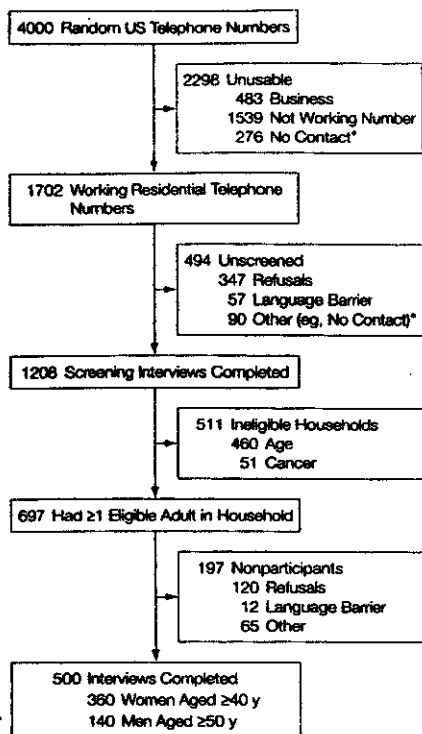 4000 Random US Telephone Numbers
2298 Unusable
483 Business
1539 Not Working Number
276 No Contact*
1702 Working Residential Telephone
Numbers
494 Unscreened
347 Refusals
57 Language Barrier
90 Other (eg, No Contact)*
1208 Screening Interviews Completed
511 Ineligible Households
460 Age
51 Cancer
697 Had ≥1 Eligible Adult in Household
197 Nonparticipants
120 Refusals
12 Language Barrier
65 Other
500 Interviews Completed
360 Women Aged ≥40 y
140 Men Aged ≥50 y